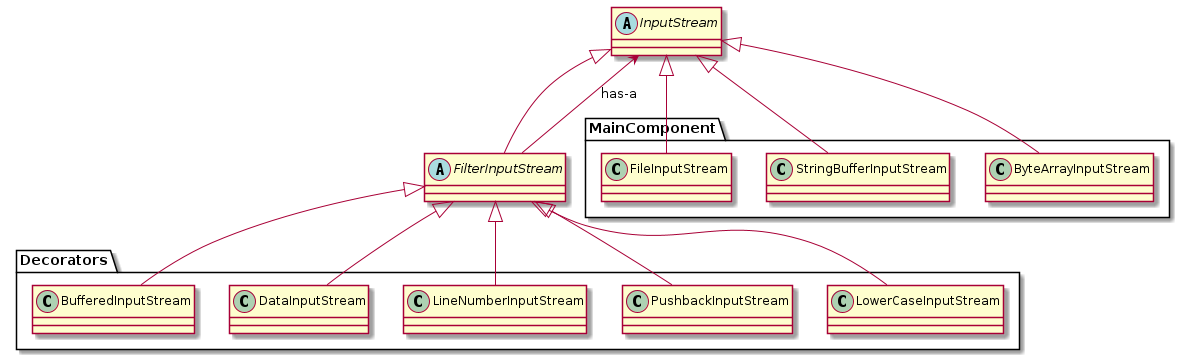 A InputStream
has-a
MainComponent
A FilterInputStream
C FileInputStream
C StringBufferInputStream
C ByteArrayInputStream
Decorators
C BufferedInputStream
C DataInputStream
C LineNumberInputStream
C PushbackInputStream
C LowerCaseInputStream